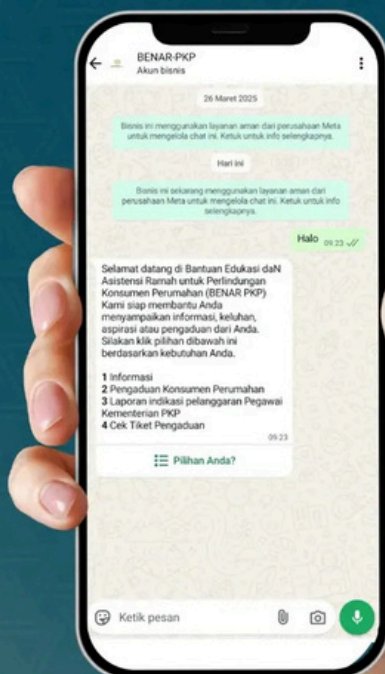 BENAR-PKP
Akun bisnis
26 Maret 2025
Bisnis ini menggunakan layanan aman dari perusahaan Meta
untuk mengelola chat ini. Ketuk untuk info selengkapnya.
Hari ini
Bisnis ini sekarang menggunakan layanan aman dari
perusahaan Meta untuk mengelola chat ini. Ketuk untuk info
selengkapnya.
Halo 09.23
Selamat datang di Bantuan Edukasi daN
Asistensi Ramah untuk Perlindungan
Konsumen Perumahan (BENAR PKP)
Kami siap membantu Anda
menyampaikan informasi, keluhan,
aspirasi atau pengaduan dari Anda.
Silakan klik pilihan dibawah ini
berdasarkan kebutuhan Anda.
1 Informasi
2 Pengaduan Konsumen Perumahan
3 Laporan indikasi pelanggaran Pegawai
Kementerian PKP
4 Cek Tiket Pengaduan
09.23
Pilihan Anda?
Ketik pesan